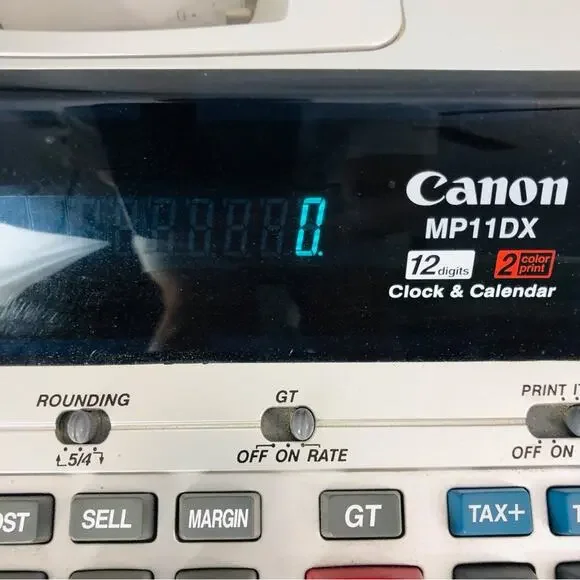 Canon
MP11DX
0.
12 digits 2 color print
Clock & Calendar
ROUNDING GT PRINT
5/4 OFF ON RATE OFF ON
SELL MARGIN GT TAX+